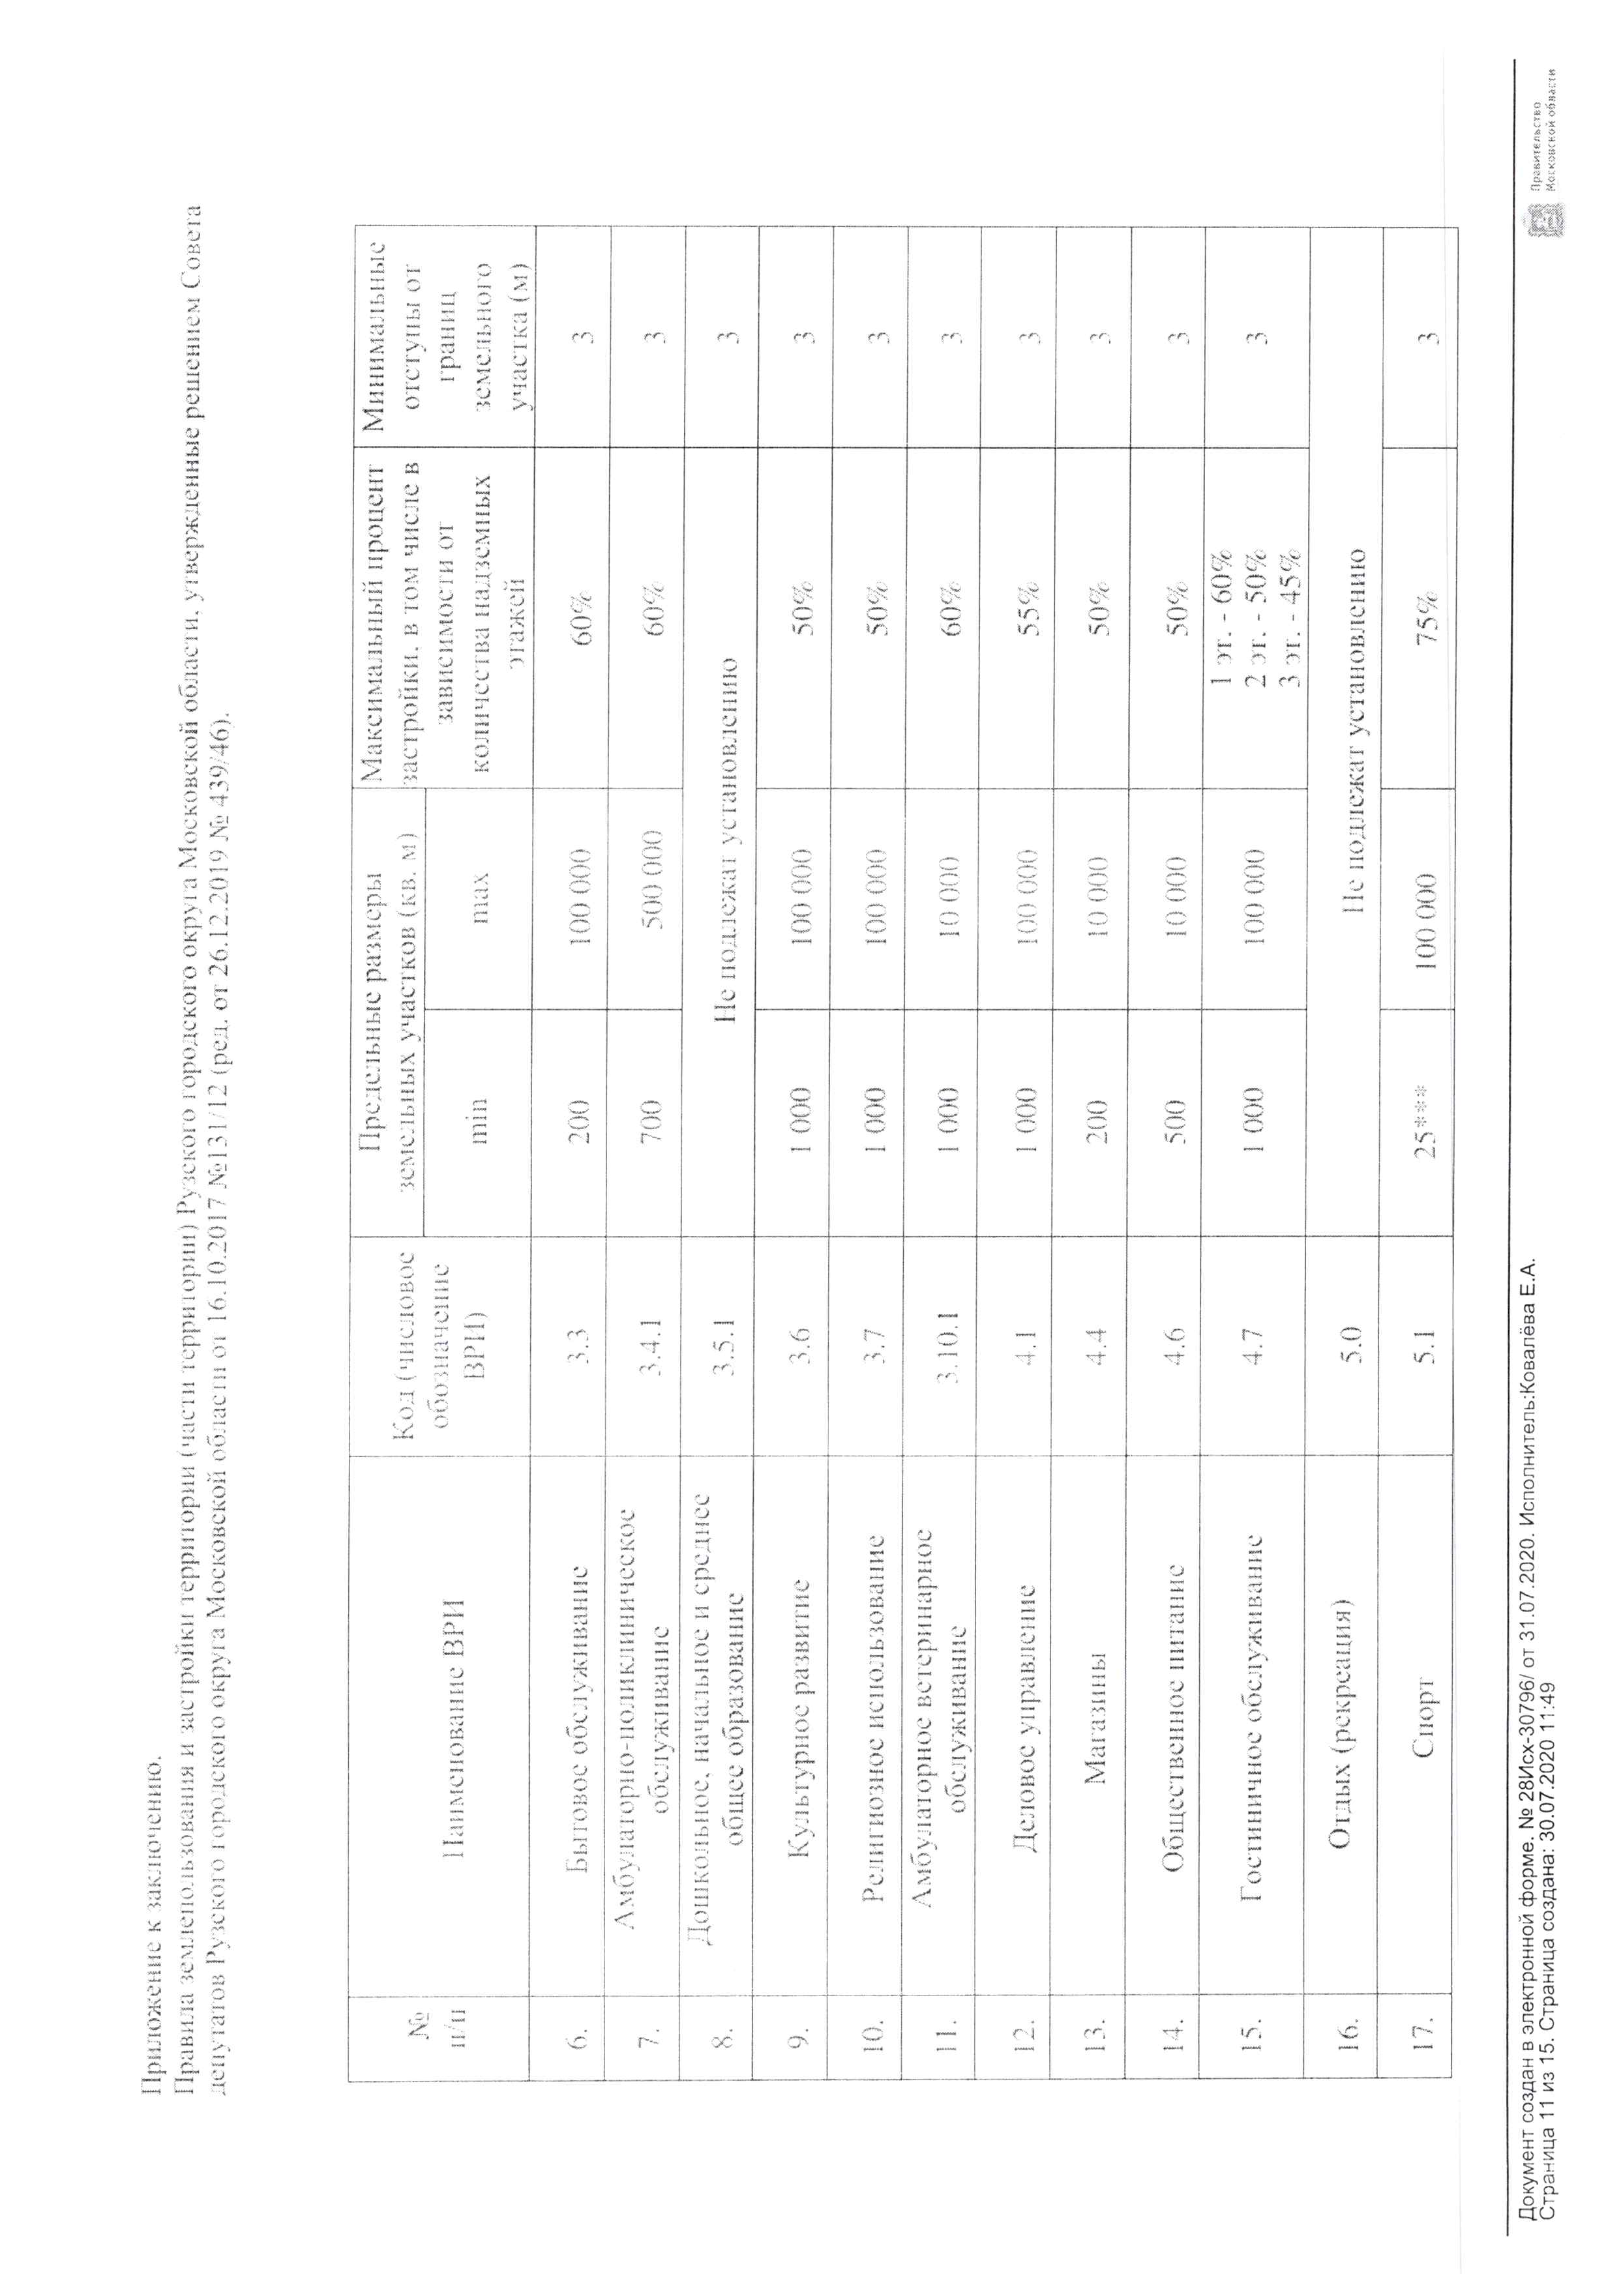 Приложение к заключению.
Правила землепользования и застройки территории (части территории) Рузского городского округа Московской области, утвержденные решением Совета
депутатов Рузского городского округа Московской области от 16.10.2017 №131/12 (ред. от 26.12.2019 № 439/46).
№ п/п | Наименование ВРИ | Код (числовое обозначение ВРИ) | Предельные размеры земельных участков (кв. м) | Максимальный процент застройки, в том числе в зависимости от количества надземных этажей | Минимальные отступы от границ земельного участка (м)
min | max
6. | Бытовое обслуживание | 3.3 | 200 | 100 000 | 60% | 3
7. | Амбулаторно-поликлиническое обслуживание | 3.4.1 | 700 | 500 000 | 60% | 3
8. | Дошкольное, начальное и среднее общее образование | 3.5.1 | Не подлежат установлению | 3
9. | Культурное развитие | 3.6 | 1 000 | 100 000 | 50% | 3
10. | Религиозное использование | 3.7 | 1 000 | 100 000 | 50% | 3
11. | Амбулаторное ветеринарное обслуживание | 3.10.1 | 1 000 | 10 000 | 60% | 3
12. | Деловое управление | 4.1 | 1 000 | 100 000 | 55% | 3
13. | Магазины | 4.4 | 200 | 10 000 | 50% | 3
14. | Общественное питание | 4.6 | 500 | 10 000 | 50% | 3
15. | Гостиничное обслуживание | 4.7 | 1 000 | 100 000 | 1 эт. - 60% 2 эт. - 50% 3 эт. - 45% | 3
16. | Отдых (рекреация) | 5.0 | Не подлежат установлению
17. | Спорт | 5.1 | 25*** | 100 000 | 75% | 3
Документ создан в электронной форме. № 28Исх-30796/ от 31.07.2020. Исполнитель:Ковалёва Е.А.
Страница 11 из 15. Страница создана: 30.07.2020 11:49
Правительство
Московской области